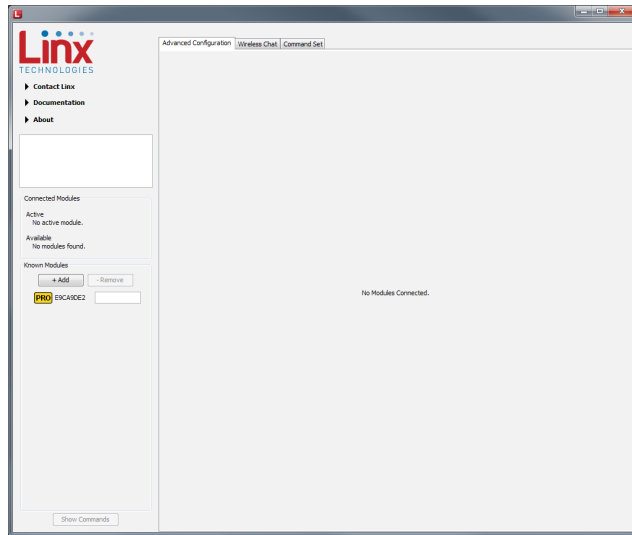 L
Linx
TECHNOLOGIES
Contact Linx
Documentation
About
Advanced Configuration Wireless Chat Command Set
Connected Modules
Active
No active module.
Available
No modules found.
Known Modules
+ Add - Remove
PRO E9CA9DE2
No Modules Connected.
Show Commands